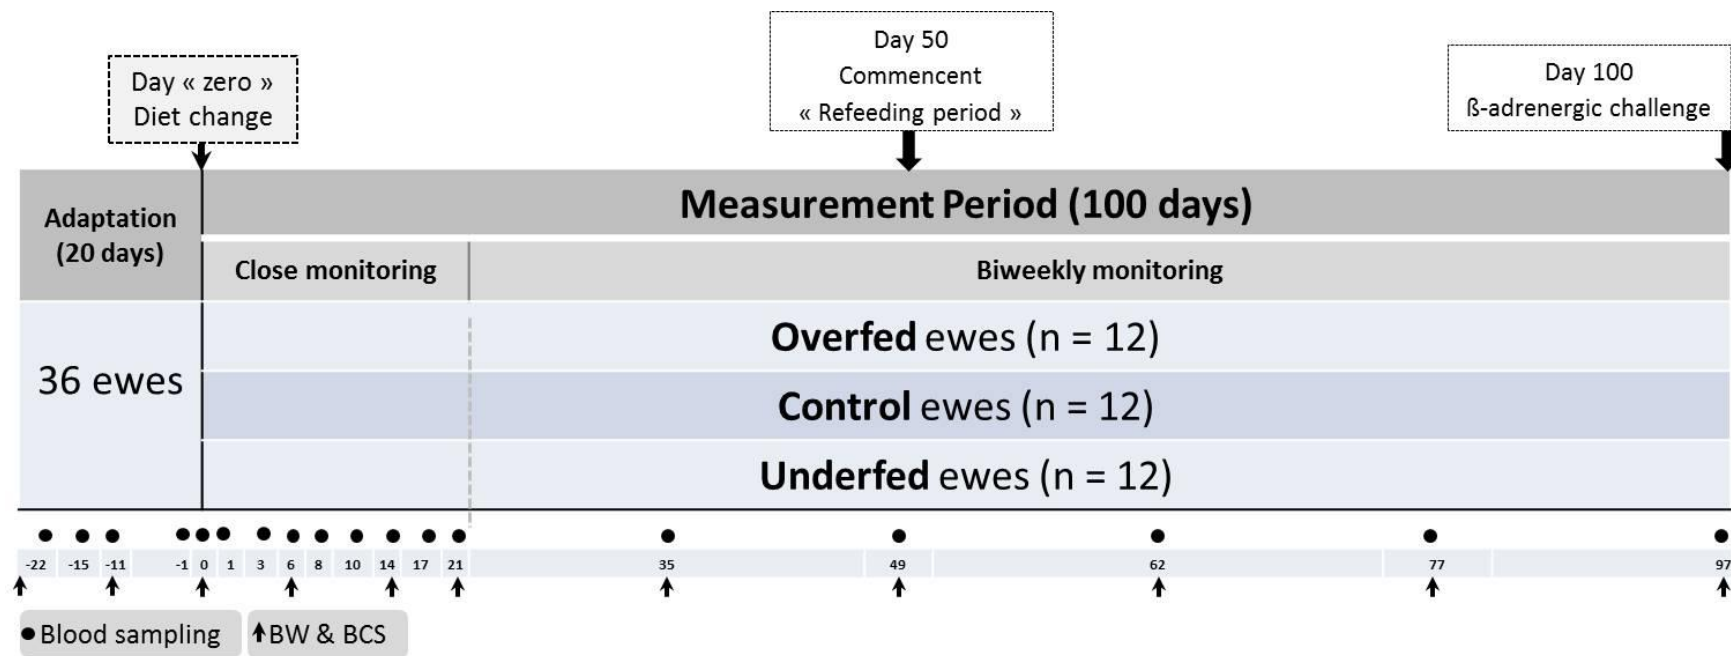 Day « zero »
Diet change
Day 50
Commencent
« Refeeding period »
Day 100
ß-adrenergic challenge
Adaptation
(20 days)
Measurement Period (100 days)
Close monitoring
Biweekly monitoring
36 ewes
Overfed ewes (n = 12)
Control ewes (n = 12)
Underfed ewes (n = 12)
-22 -15 -11 -1 0 1 3 6 8 10 14 17 21 35 49 62 77 97
Blood sampling
BW & BCS